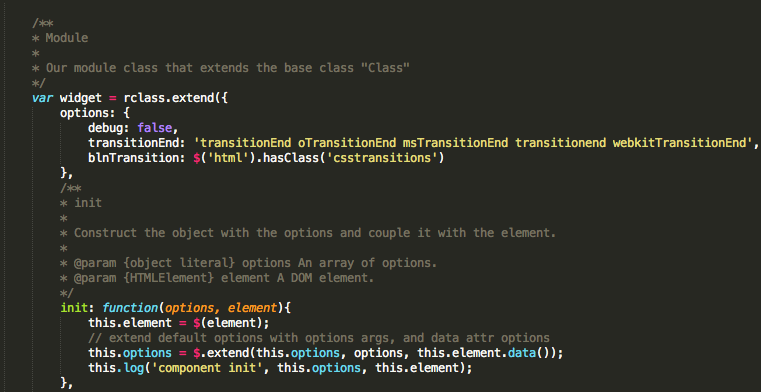 /**
* Module
*
* Our module class that extends the base class "Class"
*/
var widget = rclass.extend({
options: {
debug: false,
transitionEnd: 'transitionEnd oTransitionEnd msTransitionEnd transitionend webkitTransitionEnd',
blnTransition: $('html').hasClass('csstransitions')
},
/**
* init
*
* Construct the object with the options and couple it with the element.
*
* @param {object literal} options An array of options.
* @param {HTMLElement} element A DOM element.
*/
init: function(options, element){
this.element = $(element);
// extend default options with options args, and data attr options
this.options = $.extend(this.options, options, this.element.data());
this.log('component init', this.options, this.element);
},